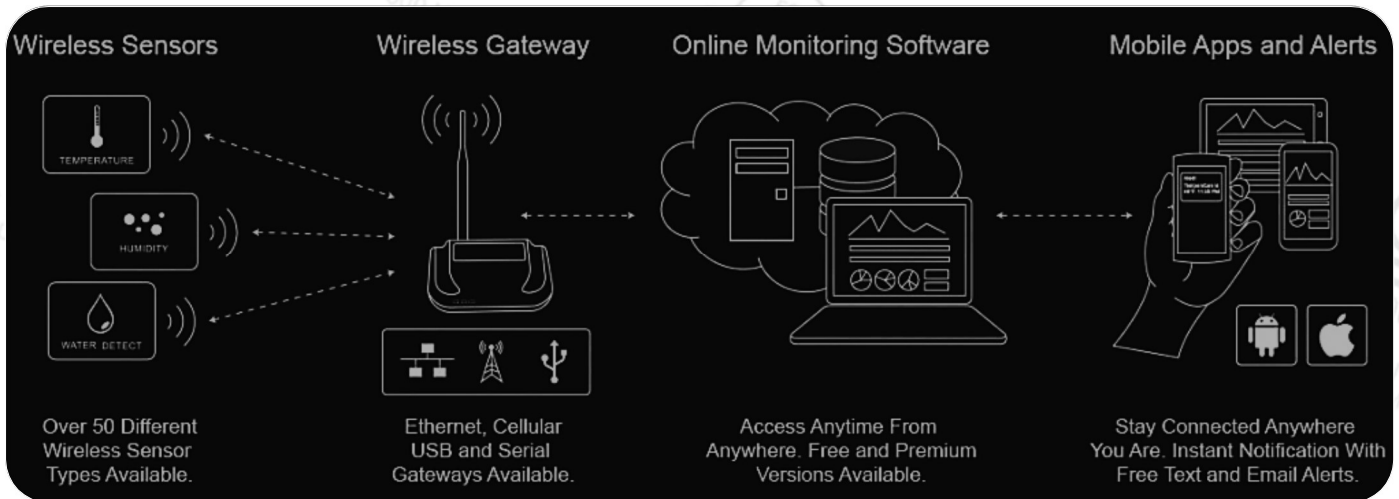 Wireless Sensors
Wireless Gateway
Online Monitoring Software
Mobile Apps and Alerts
TEMPERATURE
HUMIDITY
WATER DETECT
Over 50 Different
Wireless Sensor
Types Available.
Ethernet, Cellular
USB and Serial
Gateways Available.
Access Anytime From
Anywhere. Free and Premium
Versions Available.
Stay Connected Anywhere
You Are. Instant Notification With
Free Text and Email Alerts.